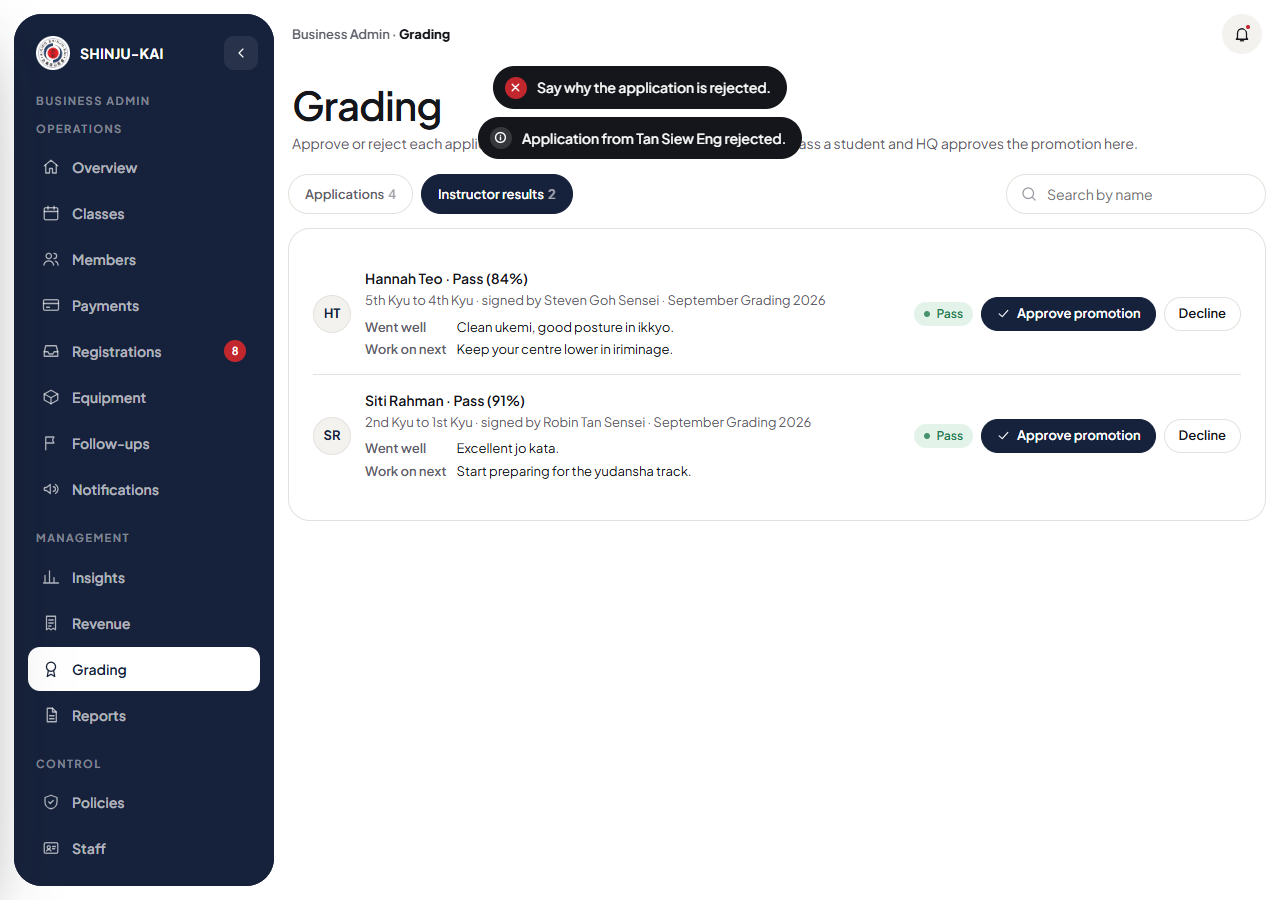 SHINJU-KAI
BUSINESS ADMIN
OPERATIONS
Overview
Classes
Members
Payments
Registrations 8
Equipment
Follow-ups
Notifications
MANAGEMENT
Insights
Revenue
Grading
Reports
CONTROL
Policies
Staff
Business Admin · Grading
Say why the application is rejected.
Grading
Application from Tan Siew Eng rejected.
Approve or reject each appli
ass a student and HQ approves the promotion here.
Applications 4
Instructor results 2
Search by name
HT
Hannah Teo · Pass (84%)
5th Kyu to 4th Kyu · signed by Steven Goh Sensei · September Grading 2026
Went well Clean ukemi, good posture in ikkyo.
Work on next Keep your centre lower in iriminage.
Pass
Approve promotion
Decline
SR
Siti Rahman · Pass (91%)
2nd Kyu to 1st Kyu · signed by Robin Tan Sensei · September Grading 2026
Went well Excellent jo kata.
Work on next Start preparing for the yudansha track.
Pass
Approve promotion
Decline